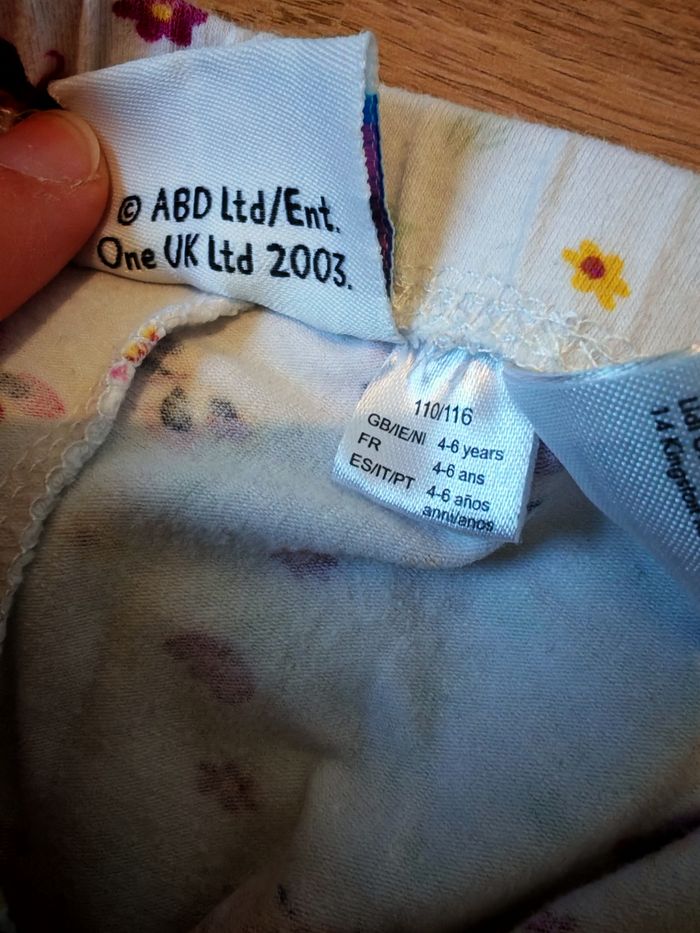 © ABD Ltd/Ent.
One UK Ltd 2003.
110/116
GB/IE/NI 4-6 years
FR 4-6 ans
ES/IT/PT 4-6 años
anni/anos
14